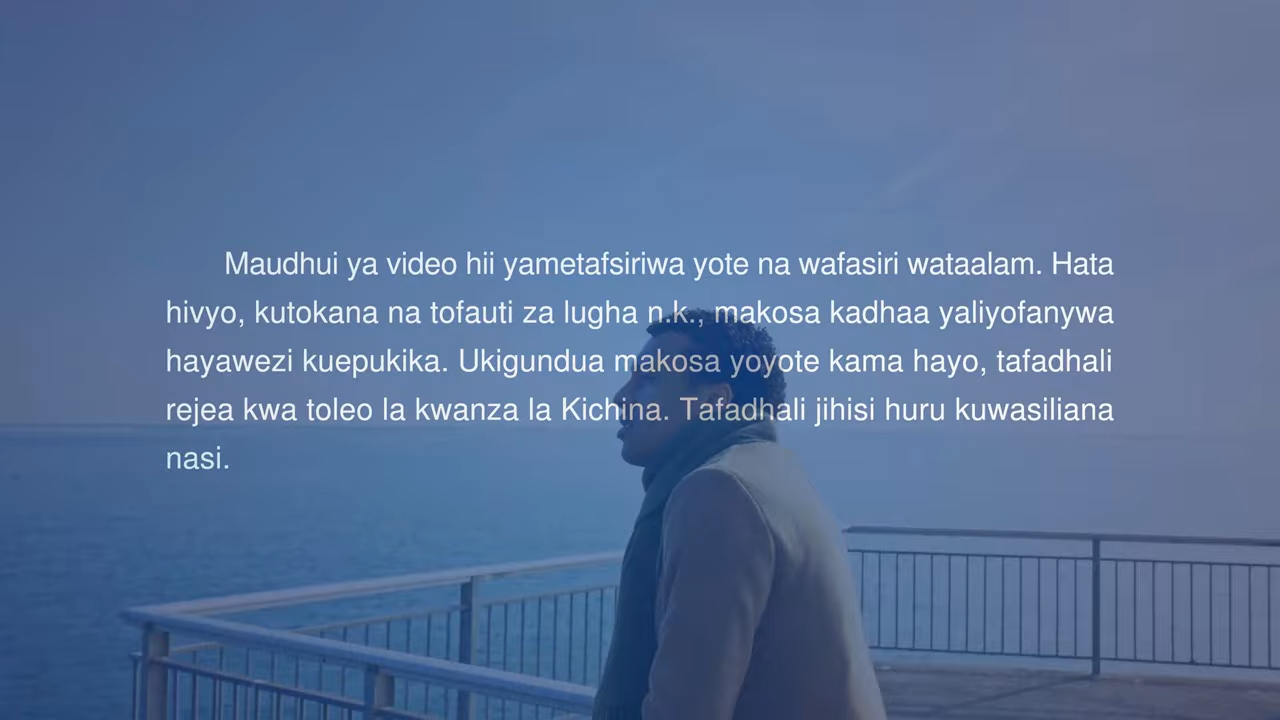 Maudhui ya video hii yametafsiriwa yote na wafasiri wataalam. Hata
hivyo, kutokana na tofauti za lugha n.k., makosa kadhaa yaliyofanywa
hayawezi kuepukika. Ukigundua makosa yoyote kama hayo, tafadhali
rejea kwa toleo la kwanza la Kichina. Tafadhali jihisi huru kuwasiliana
nasi.